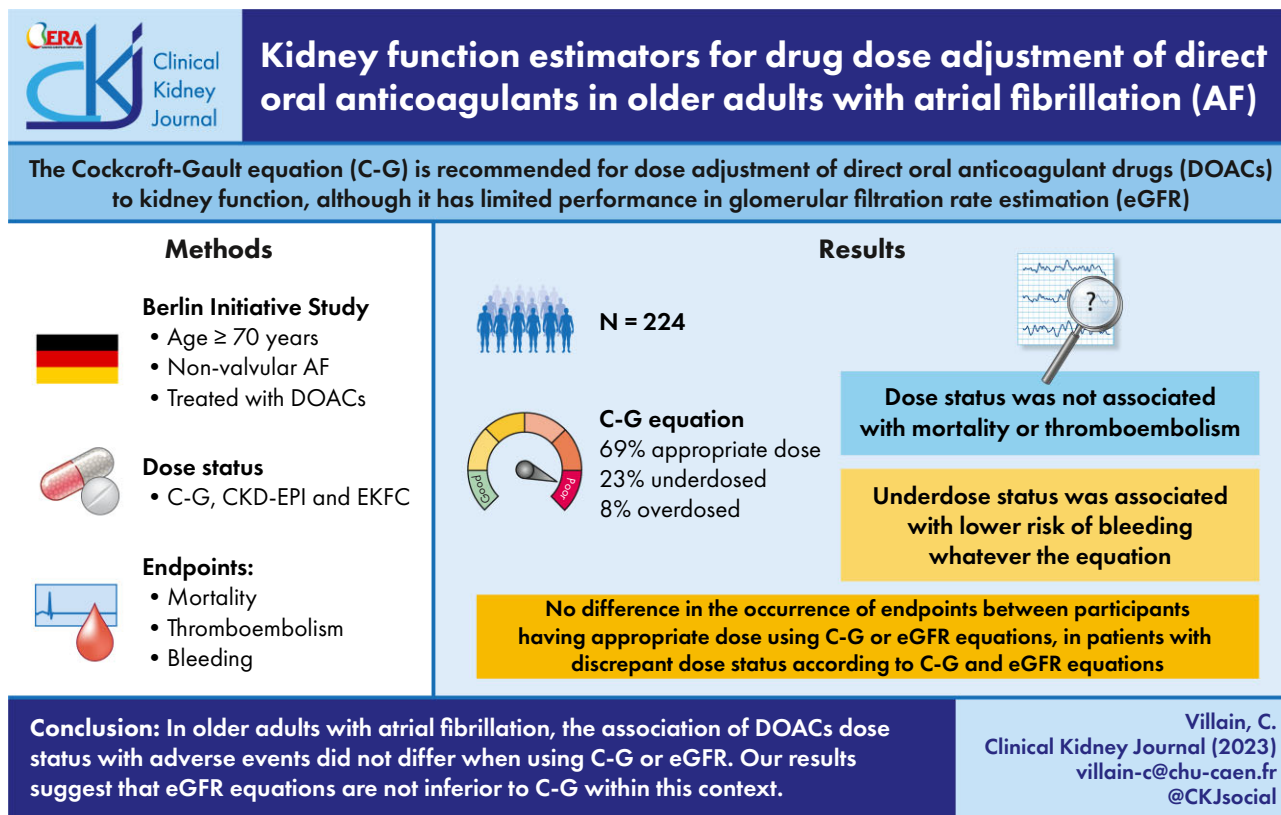 ERA
CKJ
Clinical
Kidney
Journal
Kidney function estimators for drug dose adjustment of direct
oral anticoagulants in older adults with atrial fibrillation (AF)
The Cockcroft-Gault equation (C-G) is recommended for dose adjustment of direct oral anticoagulant drugs (DOACs)
to kidney function, although it has limited performance in glomerular filtration rate estimation (eGFR)
Methods
Berlin Initiative Study
• Age ≥ 70 years
• Non-valvular AF
• Treated with DOACs
Dose status
• C-G, CKD-EPI and EKFC
Endpoints:
• Mortality
• Thromboembolism
• Bleeding
Results
N = 224
?
Good
Poor
C-G equation
69% appropriate dose
23% underdosed
8% overdosed
Dose status was not associated
with mortality or thromboembolism
Underdose status was associated
with lower risk of bleeding
whatever the equation
No difference in the occurrence of endpoints between participants
having appropriate dose using C-G or eGFR equations, in patients with
discrepant dose status according to C-G and eGFR equations
Conclusion: In older adults with atrial fibrillation, the association of DOACs dose
status with adverse events did not differ when using C-G or eGFR. Our results
suggest that eGFR equations are not inferior to C-G within this context.
Villain, C.
Clinical Kidney Journal (2023)
villain-c@chu-caen.fr
@CKJsocial